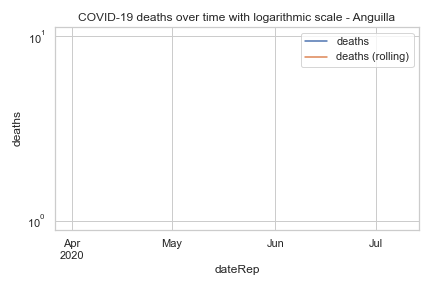 COVID-19 deaths over time with logarithmic scale - Anguilla
10¹
deaths
deaths (rolling)
deaths
10⁰
Apr May Jun Jul
2020
dateRep